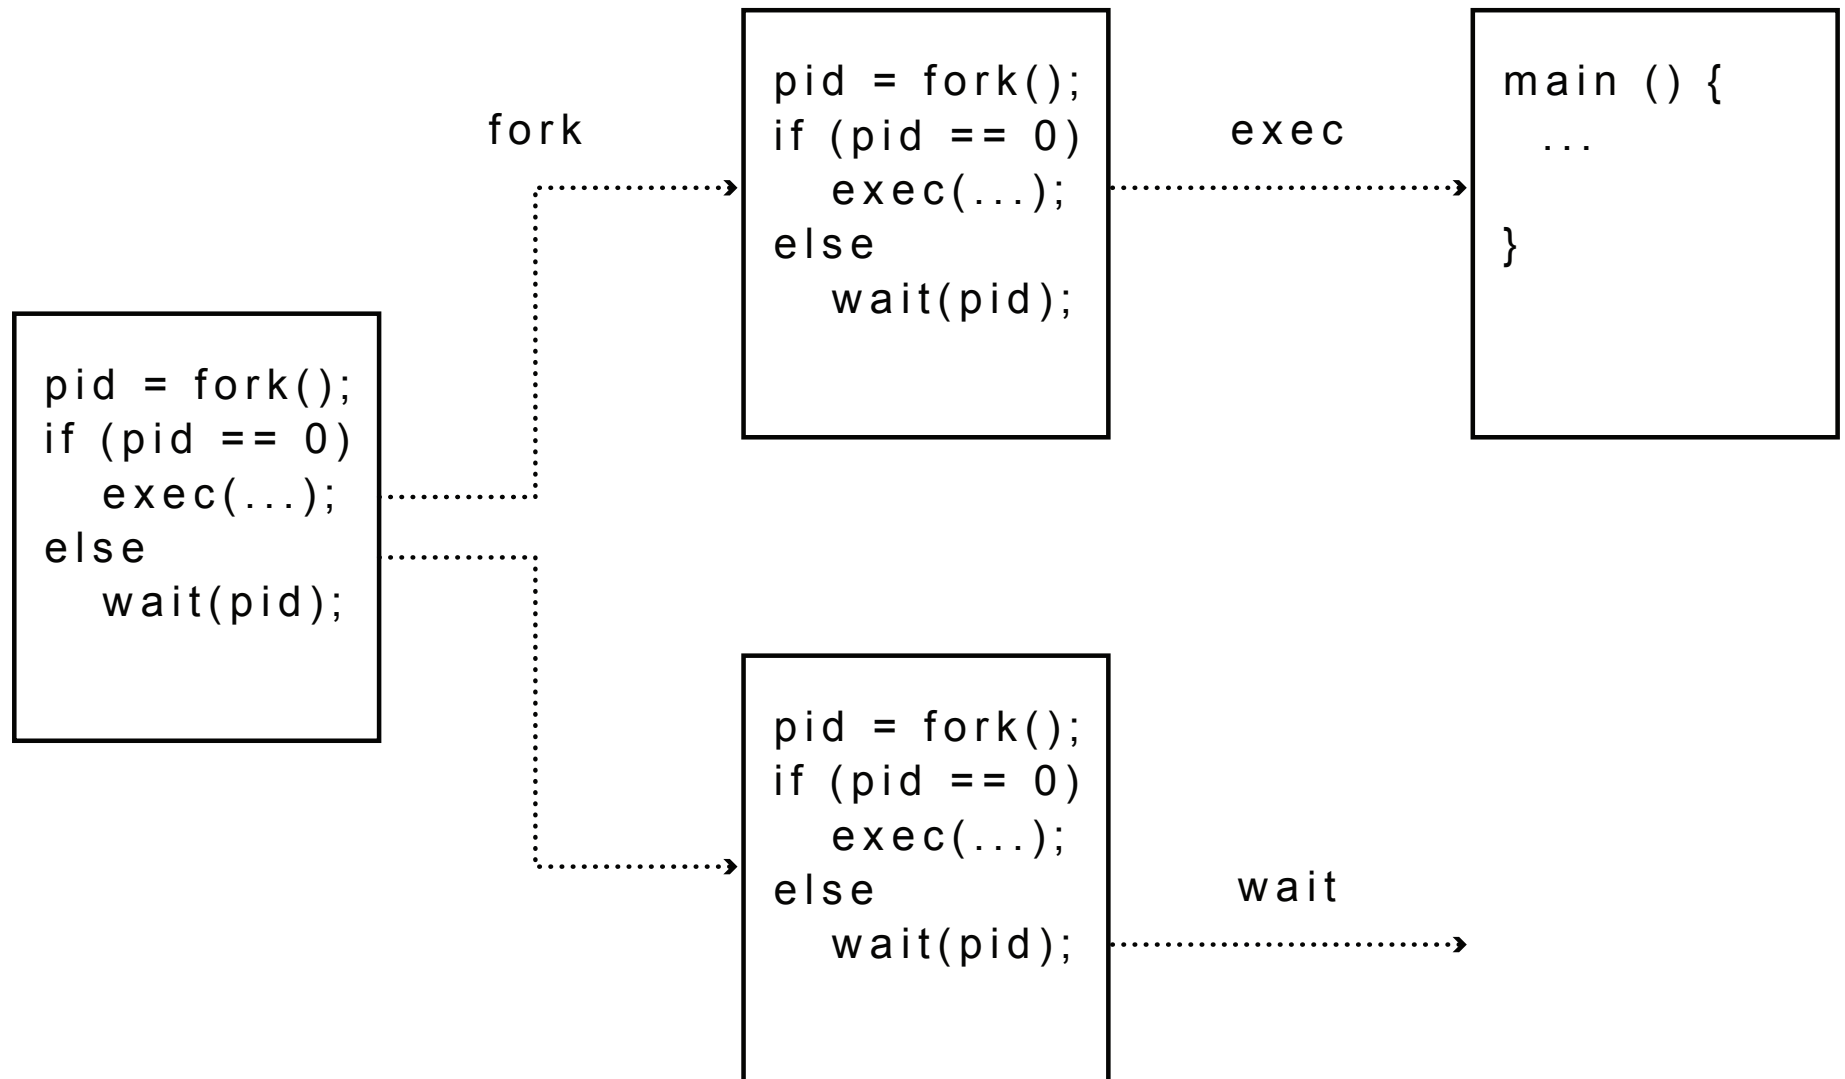 pid = fork();
if (pid == 0)
exec(...);
else
wait(pid);
fork
pid = fork();
if (pid == 0)
exec(...);
else
wait(pid);
exec
main () {
...
}
pid = fork();
if (pid == 0)
exec(...);
else
wait(pid);
wait